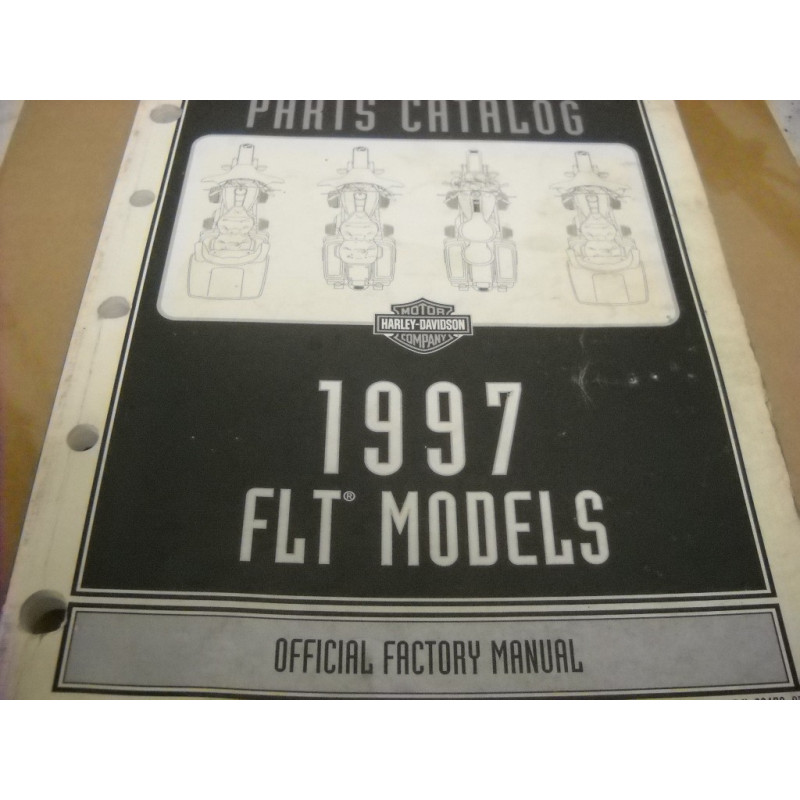 PARTS CATALOG
MOTOR
HARLEY-DAVIDSON
COMPANY
1997
FLT® MODELS
OFFICIAL FACTORY MANUAL